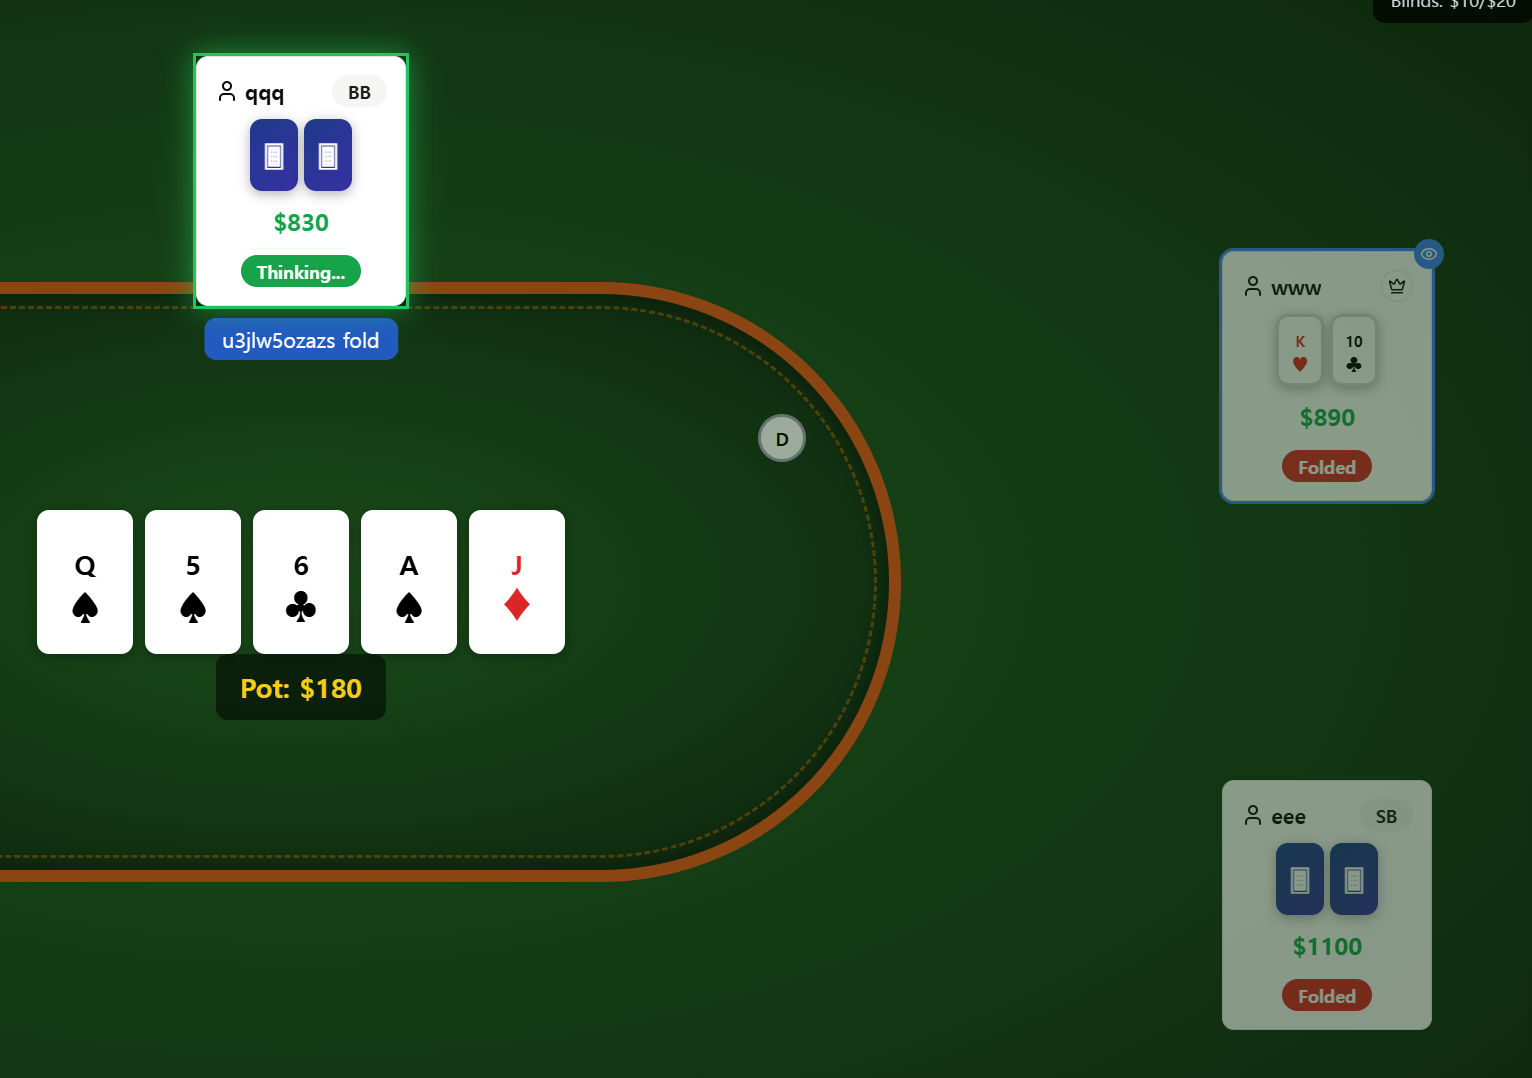 Blinds: $10/$20
qqq BB
$830
Thinking...
u3jlw5ozazs fold
www
K 10
$890
Folded
D
Q 5 6 A J
Pot: $180
eee SB
$1100
Folded